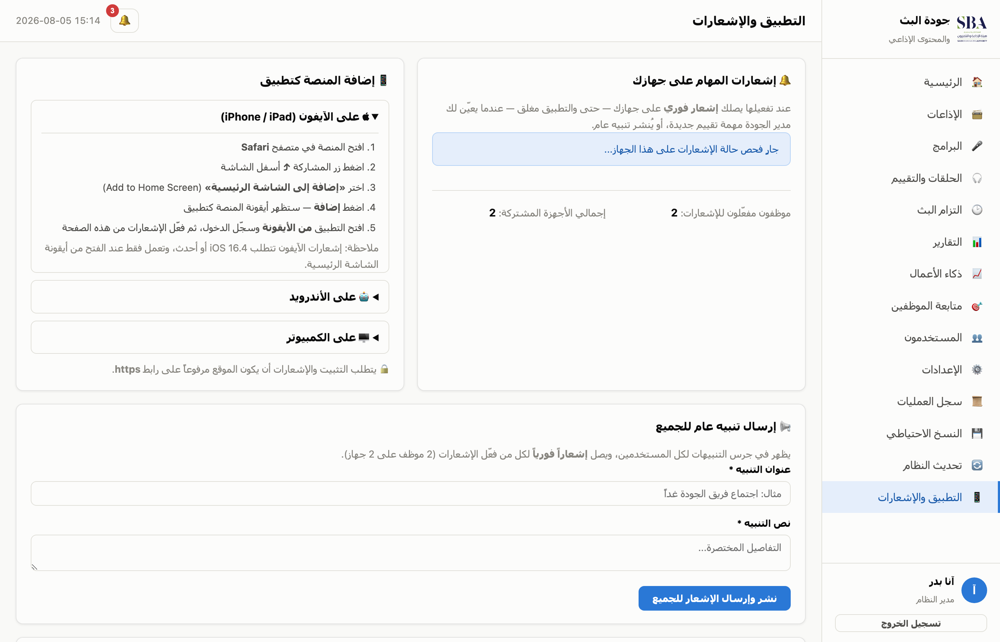 SBA
هيئة الإذاعة والتلفزيون
جودة البث
والمحتوى الإذاعي
الرئيسية
الإذاعات
البرامج
الحلقات والتقييم
التزام البث
التقارير
ذكاء الأعمال
متابعة الموظفين
المستخدمون
الإعدادات
سجل العمليات
النسخ الاحتياطي
تحديث النظام
التطبيق والإشعارات
آ
آنا بدر
مدير النظام
تسجيل الخروج
التطبيق والإشعارات
3
2026-08-05 15:14
إشعارات المهام على جهازك
عند تفعيلها يصلك إشعار فوري على جهازك — حتى والتطبيق مغلق — عندما يعيّن لك
مدير الجودة مهمة تقييم جديدة، أو يُنشر تنبيه عام.
جارٍ فحص حالة الإشعارات على هذا الجهاز...
موظفون مفعّلون للإشعارات: 2
إجمالي الأجهزة المشتركة: 2
إضافة المنصة كتطبيق
على الآيفون (iPhone / iPad)
1. افتح المنصة في متصفح Safari
2. اضغط زر المشاركة أسفل الشاشة
3. اختر «إضافة إلى الشاشة الرئيسية» (Add to Home Screen)
4. اضغط إضافة — ستظهر أيقونة المنصة كتطبيق
5. افتح التطبيق من الأيقونة وسجّل الدخول، ثم فعّل الإشعارات من هذه الصفحة
ملاحظة: إشعارات الآيفون تتطلب iOS 16.4 أو أحدث، وتعمل فقط عند الفتح من أيقونة
الشاشة الرئيسية.
على الأندرويد
على الكمبيوتر
يتطلب التثبيت والإشعارات أن يكون الموقع مرفوعاً على رابط https.
إرسال تنبيه عام للجميع
يظهر في جرس التنبيهات لكل المستخدمين، ويصل إشعاراً فورياً لكل من فعّل الإشعارات (2 موظف على 2 جهاز).
عنوان التنبيه *
مثال: اجتماع فريق الجودة غداً
نص التنبيه *
التفاصيل المختصرة...
نشر وإرسال الإشعار للجميع